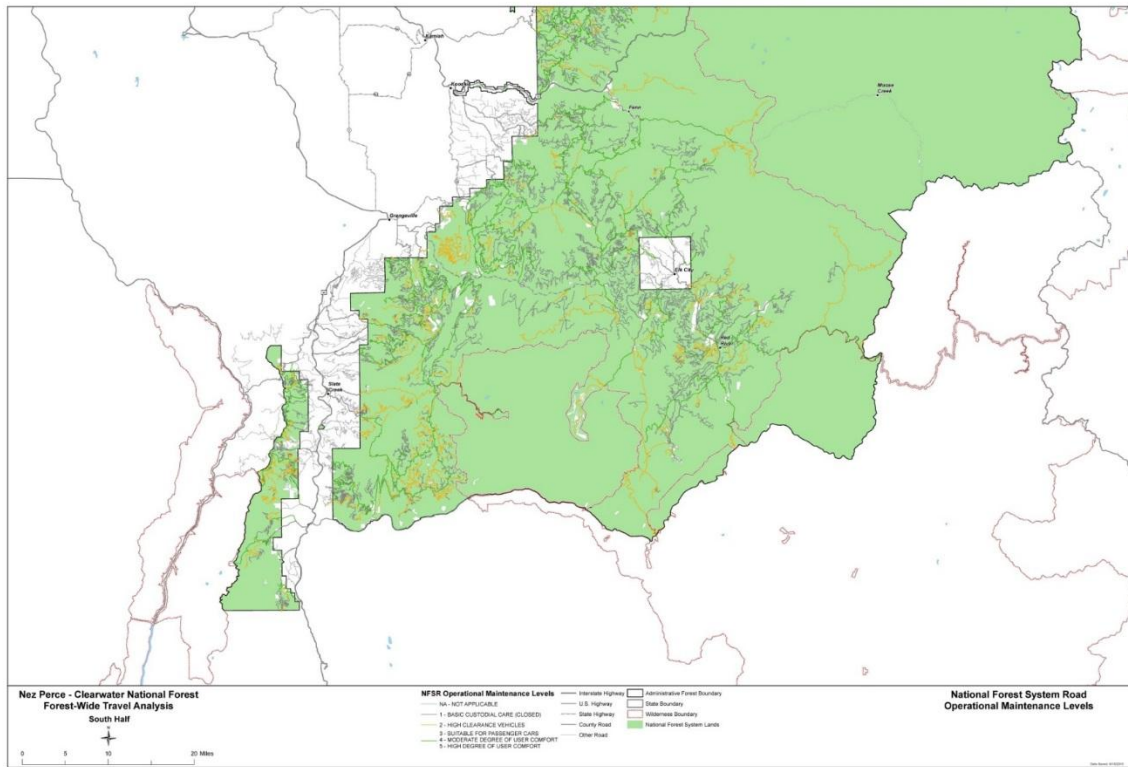 Kamiah
Kooskia
Moose
Creek
Fenn
Grangeville
Elk City
Red
River
Slate
Creek
Nez Perce - Clearwater National Forest
Forest-Wide Travel Analysis
South Half
0 5 10 20 Miles
NFSR Operational Maintenance Levels
NA - NOT APPLICABLE
1 - BASIC CUSTODIAL CARE (CLOSED)
2 - HIGH CLEARANCE VEHICLES
3 - SUITABLE FOR PASSENGER CARS
4 - MODERATE DEGREE OF USER COMFORT
5 - HIGH DEGREE OF USER COMFORT
Interstate Highway
U.S. Highway
State Highway
County Road
Other Road
Administrative Forest Boundary
State Boundary
Wilderness Boundary
National Forest System Lands
National Forest System Road
Operational Maintenance Levels